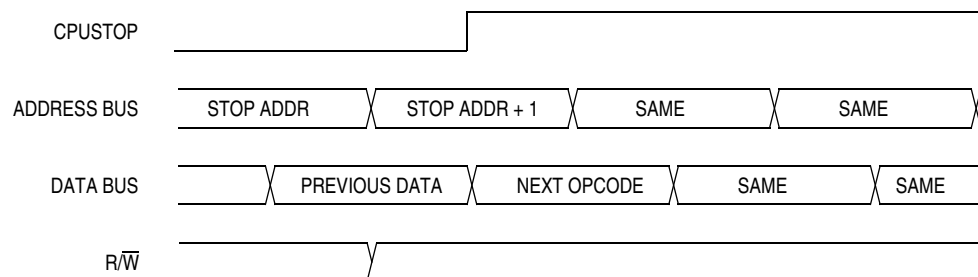 CPUSTOP
ADDRESS BUS STOP ADDR STOP ADDR + 1 SAME SAME
DATA BUS PREVIOUS DATA NEXT OPCODE SAME SAME
R/W̅